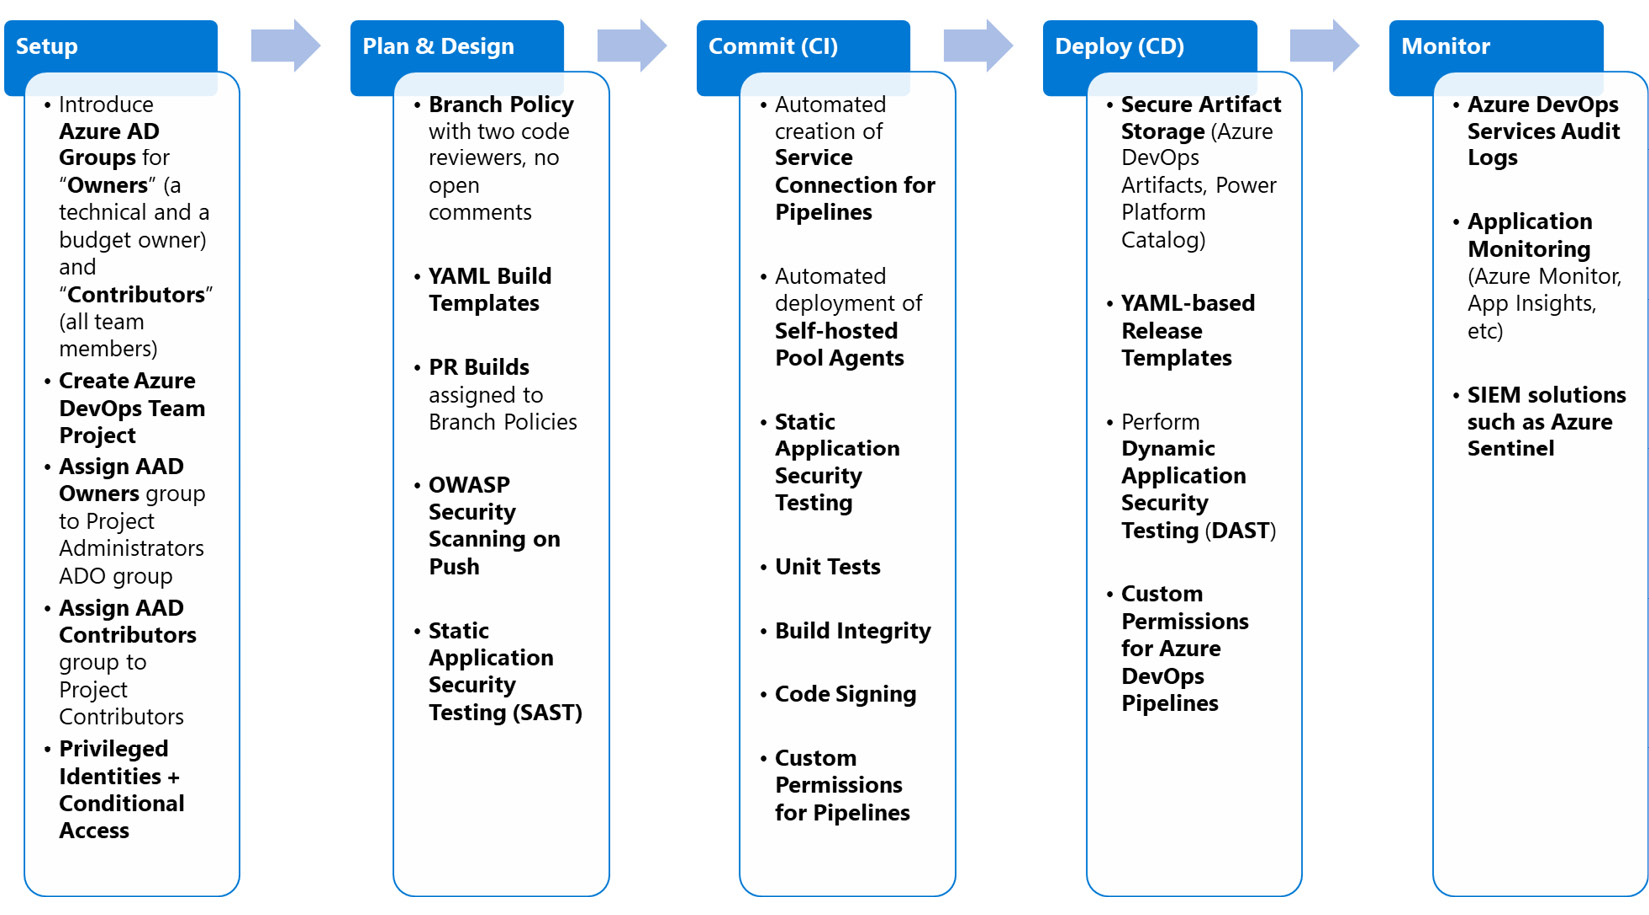 Setup
• Introduce
Azure AD
Groups for
“Owners” (a
technical and a
budget owner)
and
“Contributors”
(all team
members)
• Create Azure
DevOps Team
Project
• Assign AAD
Owners group
to Project
Administrators
ADO group
• Assign AAD
Contributors
group to
Project
Contributors
• Privileged
Identities +
Conditional
Access
Plan & Design
• Branch Policy
with two code
reviewers, no
open
comments
• YAML Build
Templates
• PR Builds
assigned to
Branch Policies
• OWASP
Security
Scanning on
Push
• Static
Application
Security
Testing (SAST)
Commit (CI)
• Automated
creation of
Service
Connection for
Pipelines
• Automated
deployment of
Self-hosted
Pool Agents
• Static
Application
Security
Testing
• Unit Tests
• Build Integrity
• Code Signing
• Custom
Permissions
for Pipelines
Deploy (CD)
• Secure Artifact
Storage (Azure
DevOps
Artifacts, Power
Platform
Catalog)
• YAML-based
Release
Templates
• Perform
Dynamic
Application
Security
Testing (DAST)
• Custom
Permissions
for Azure
DevOps
Pipelines
Monitor
• Azure DevOps
Services Audit
Logs
• Application
Monitoring
(Azure Monitor,
App Insights,
etc)
• SIEM solutions
such as Azure
Sentinel